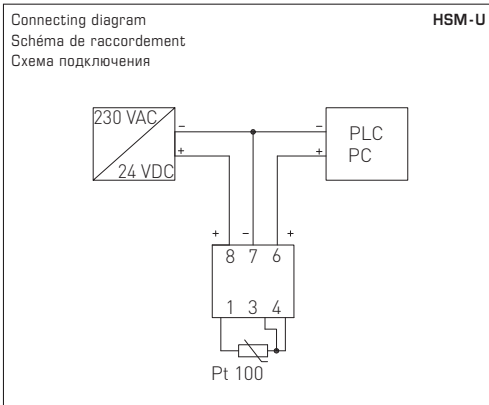 Connecting diagram HSM-U
Schéma de raccordement
Схема подключения
230 VAC
24 VDC
– +
– +
PLC
PC
+ – +
8 7 6
1 3 4
Pt 100